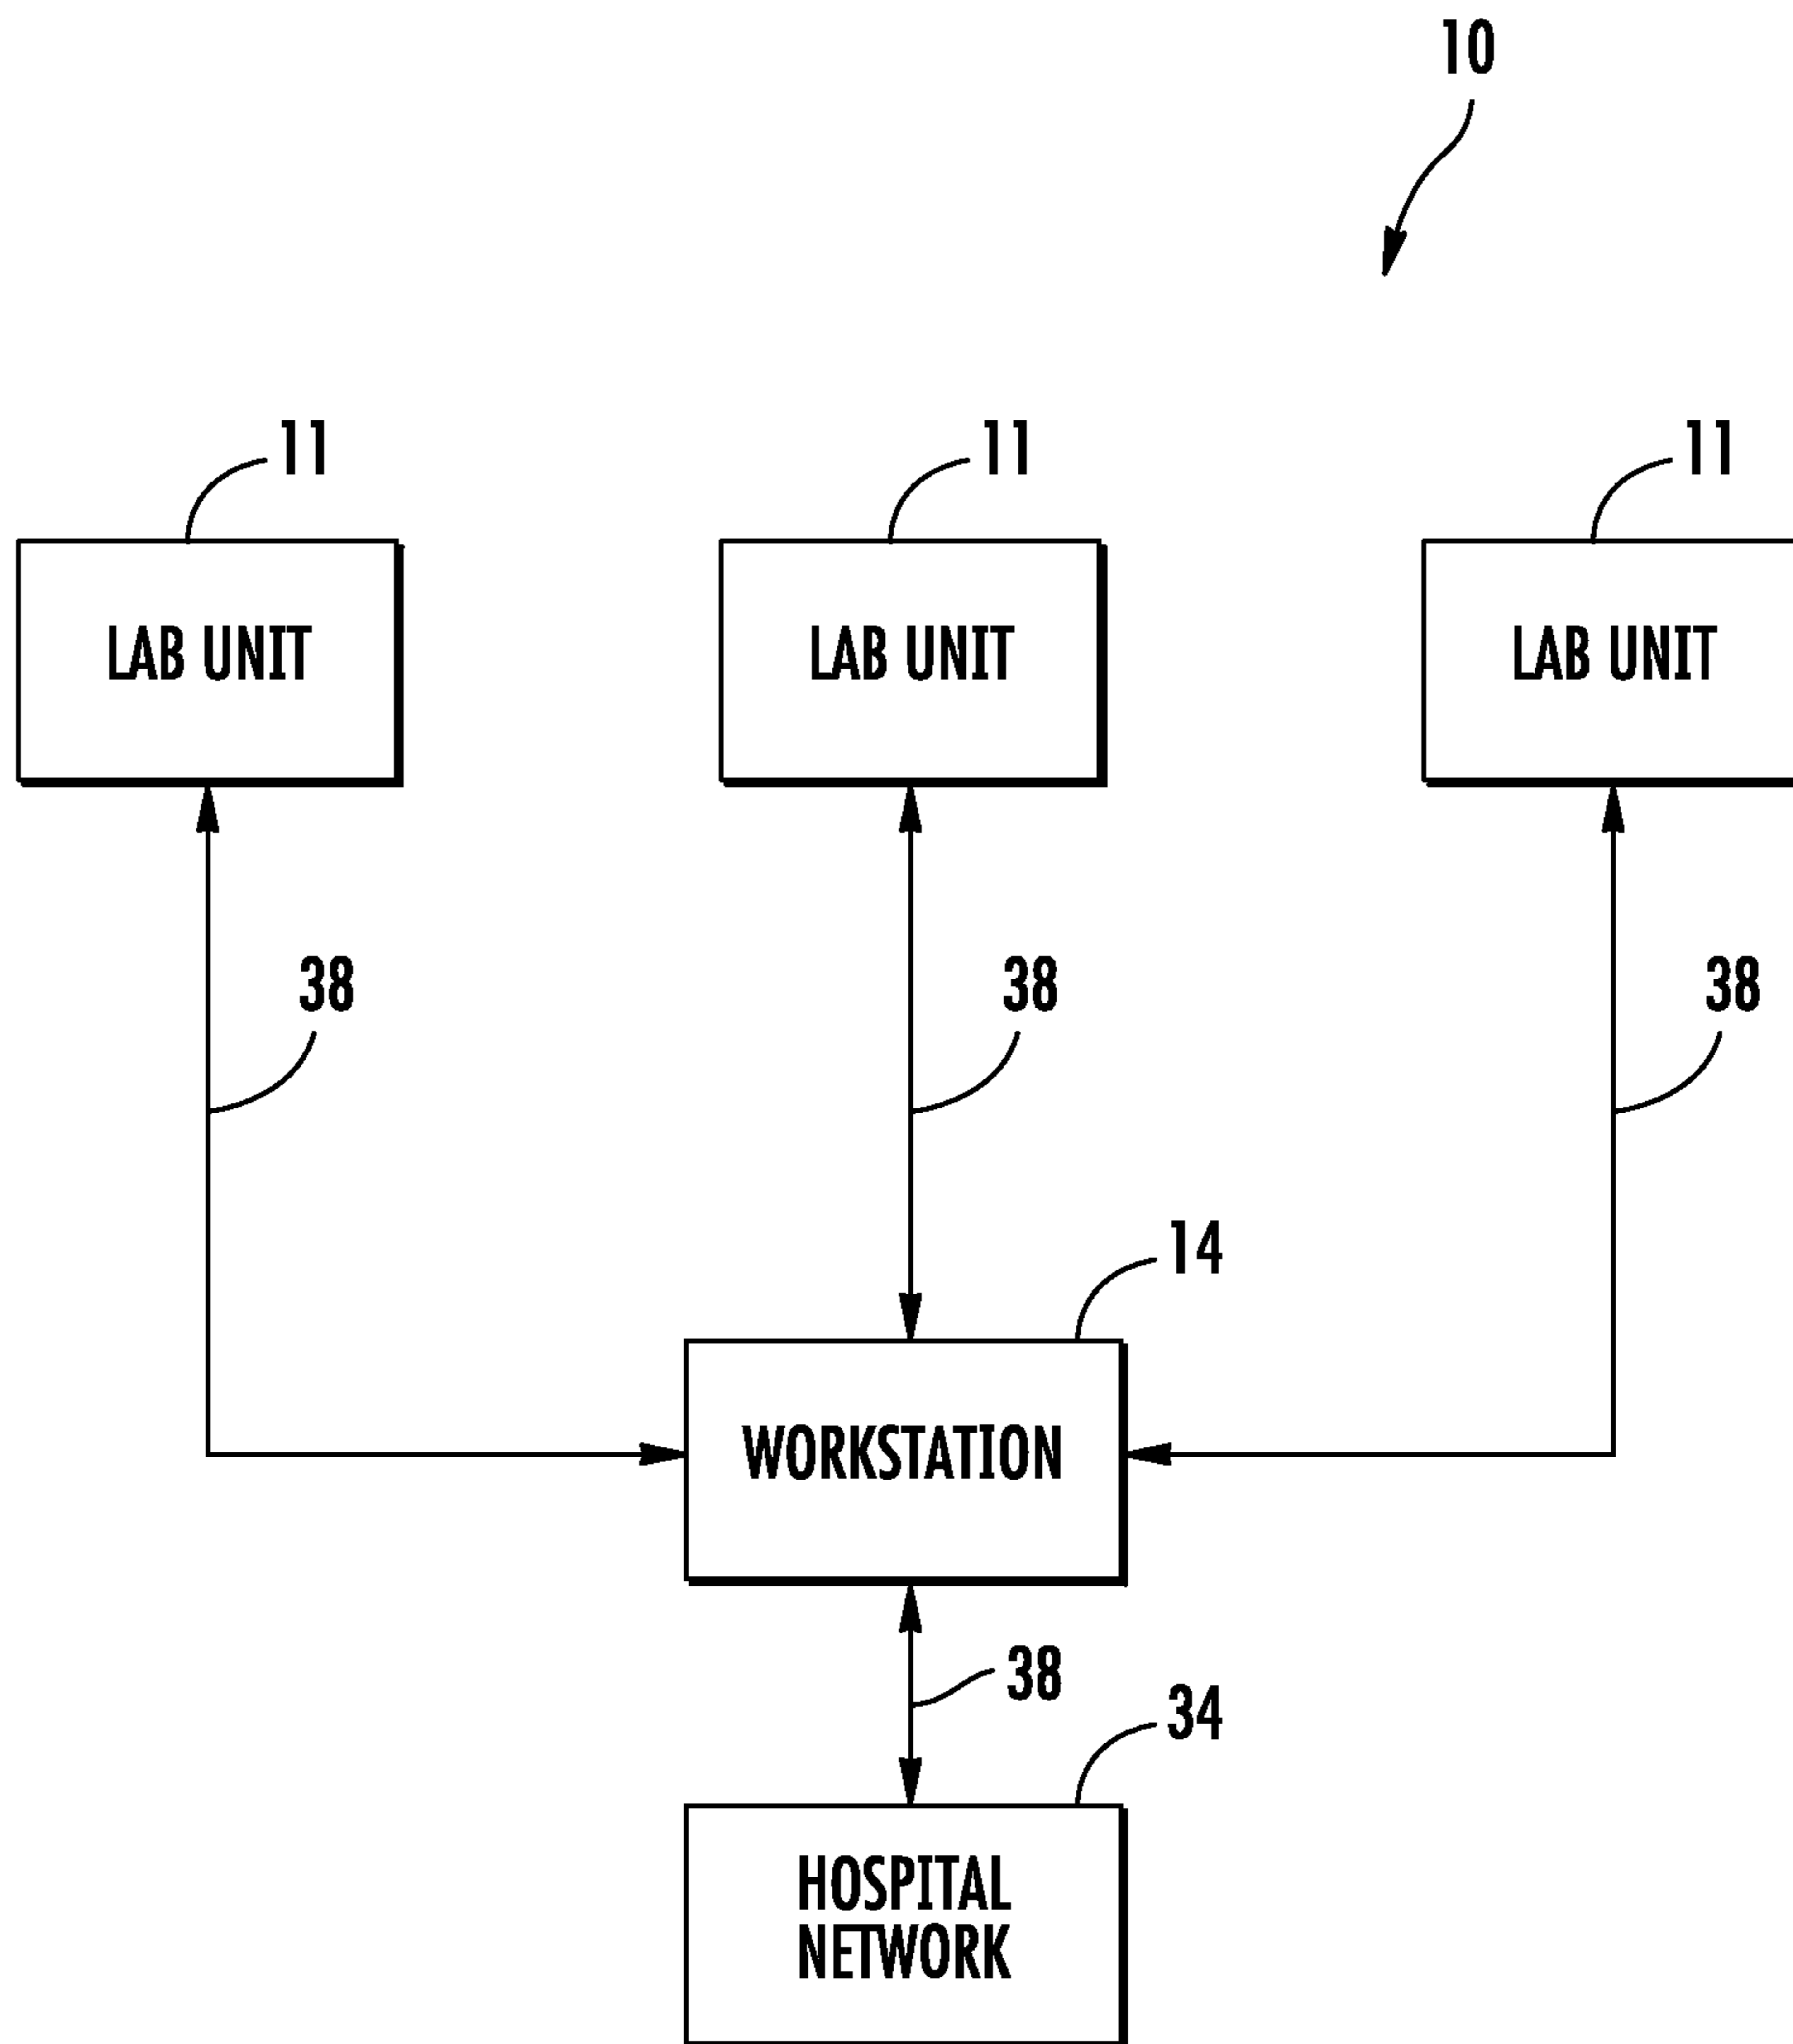 10
11 11 11
LAB UNIT LAB UNIT LAB UNIT
38 38 38
14
WORKSTATION
38
34
HOSPITAL
NETWORK